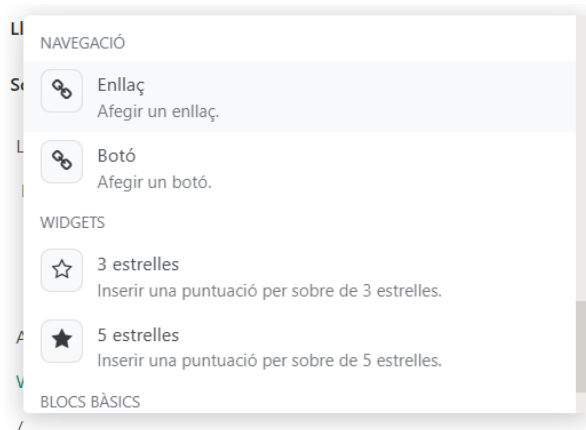 Ll
NAVEGACIÓ
Enllaç
Afegir un enllaç.
Botó
Afegir un botó.
WIDGETS
3 estrelles
Inserir una puntuació per sobre de 3 estrelles.
5 estrelles
Inserir una puntuació per sobre de 5 estrelles.
BLOCS BÀSICS
/